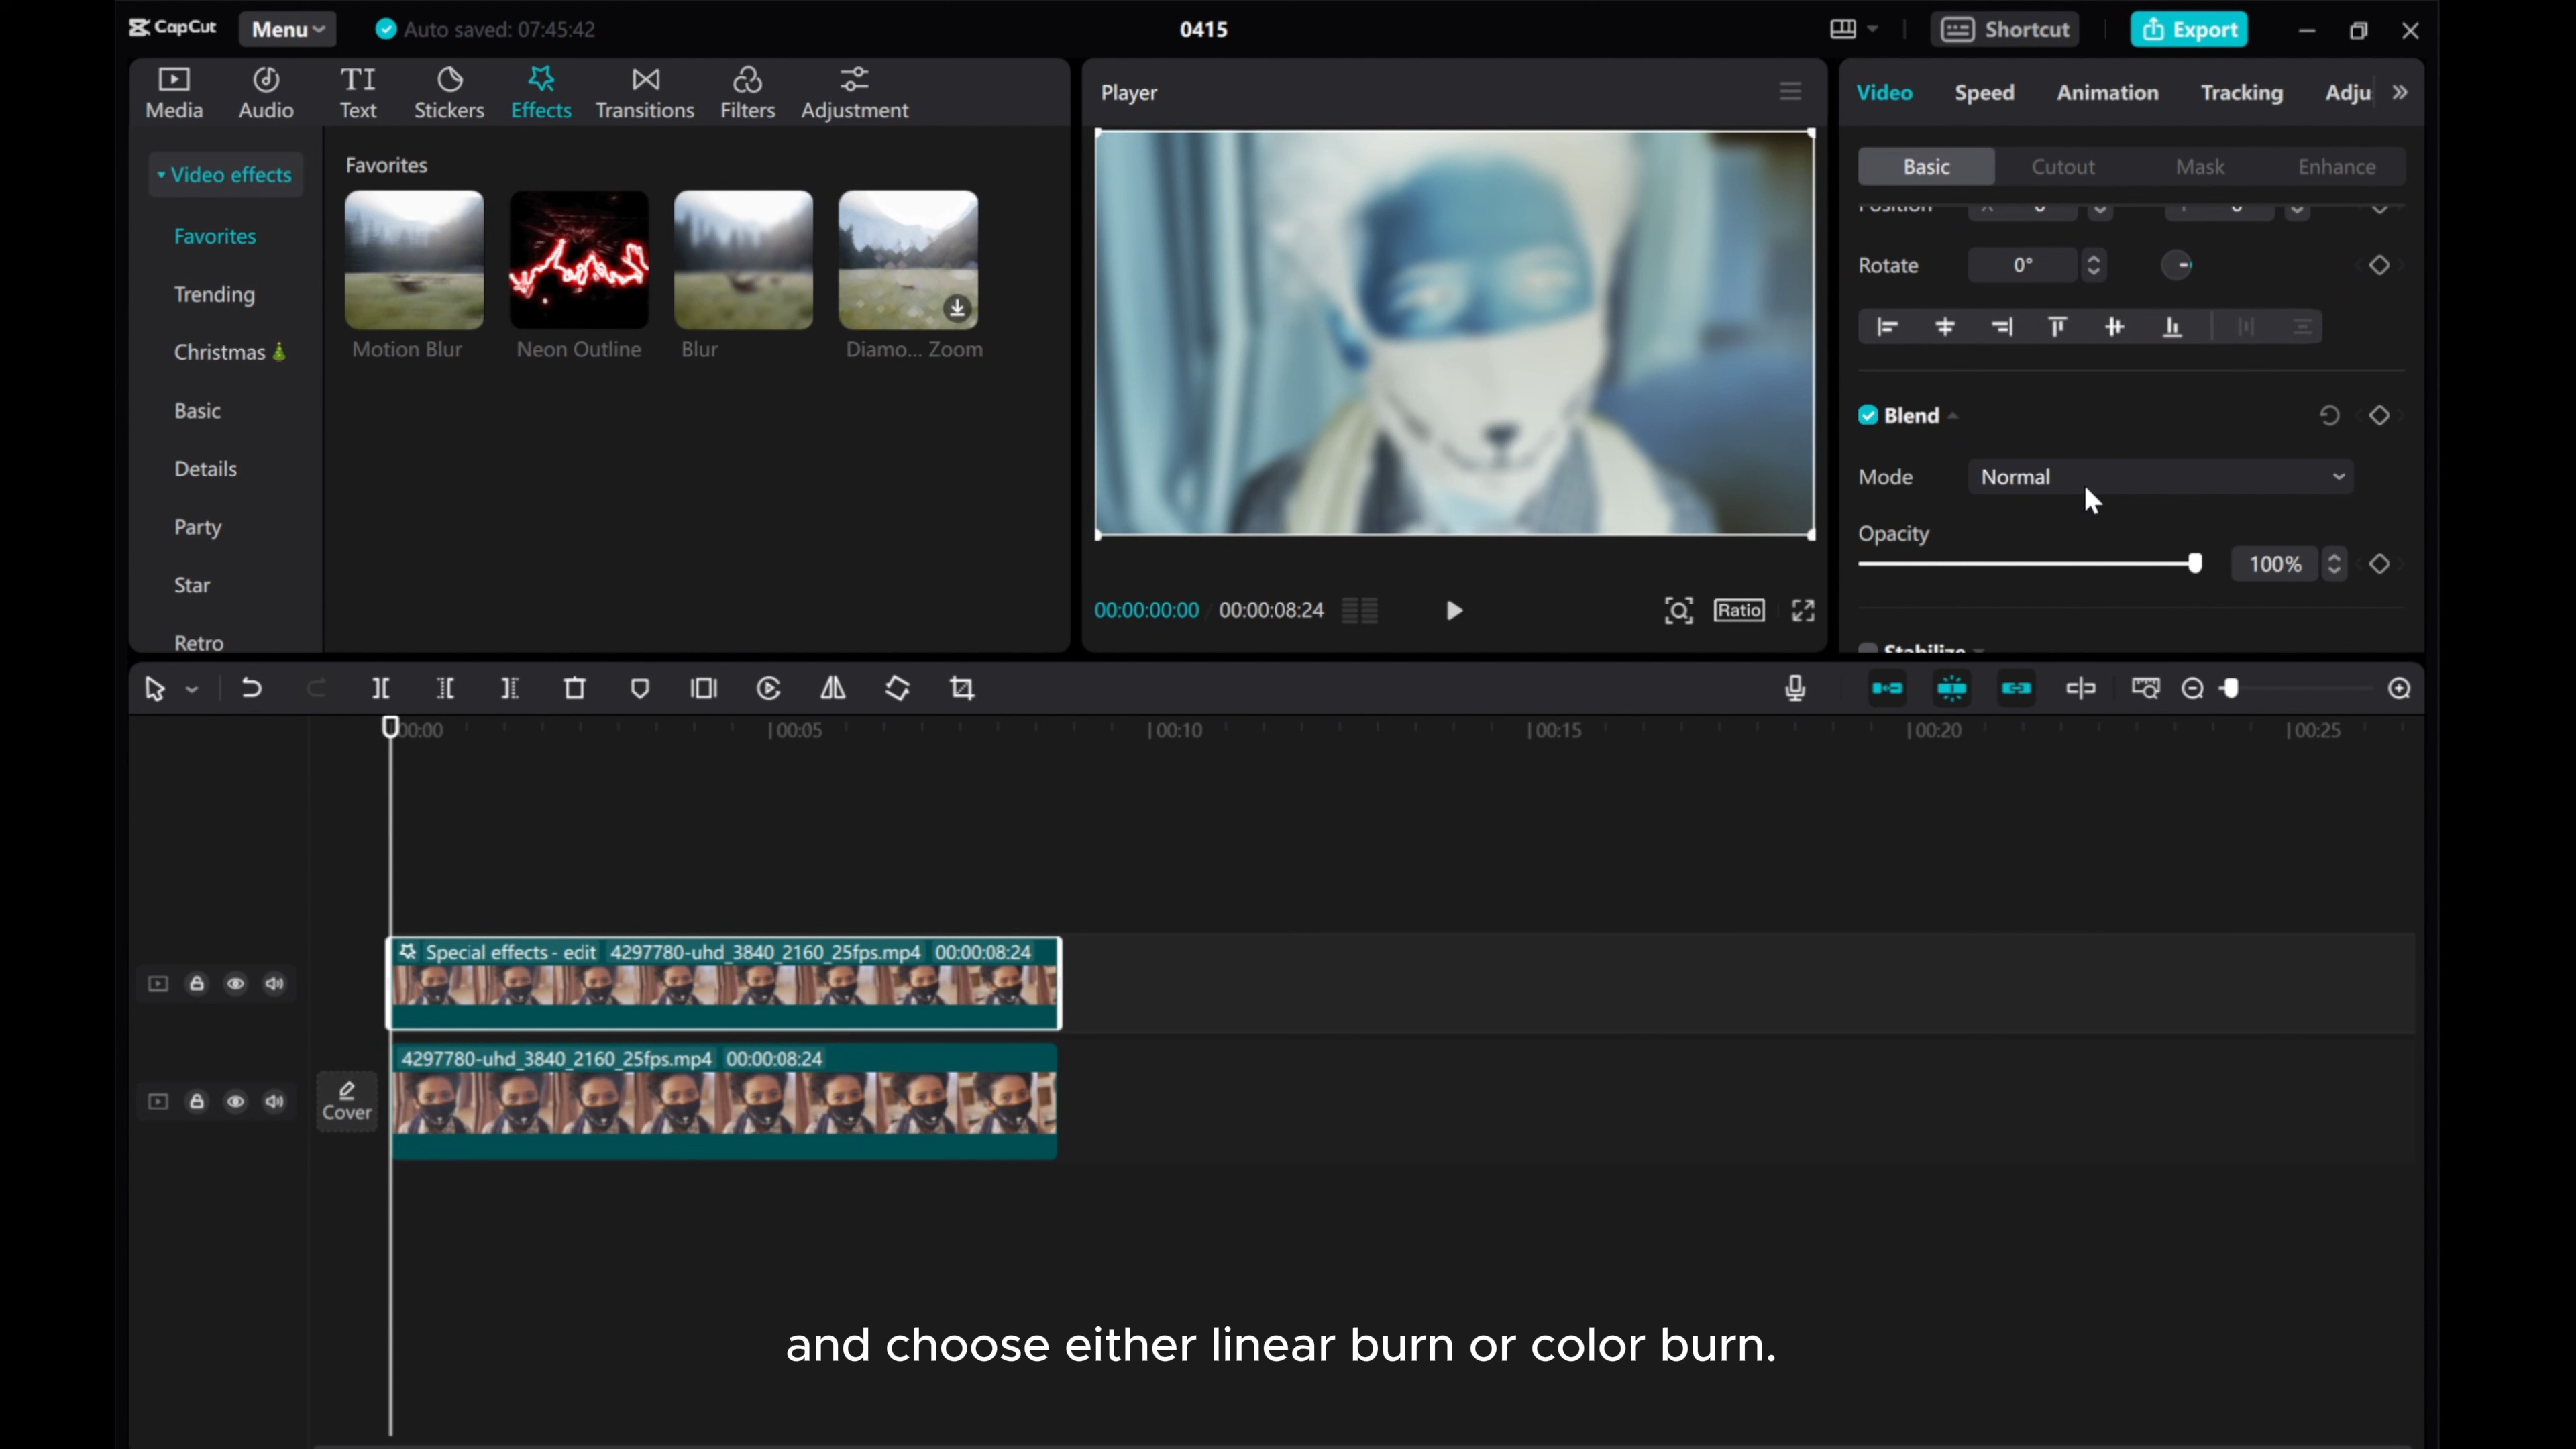 CapCut
Menu
Auto saved: 07:45:42
0415
Shortcut
Export
Media
Audio
TI
Text
Stickers
Effects
Transitions
Filters
Adjustment
Video effects
Favorites
Trending
Christmas
Basic
Details
Party
Star
Retro
Favorites
Motion Blur
Neon Outline
Blur
Diamo... Zoom
Player
00:00:00:00 / 00:00:08:24
Ratio
Video
Speed
Animation
Tracking
Adju
Basic
Cutout
Mask
Enhance
Position X 0 Y 0
Rotate 0°
Blend
Mode Normal
Opacity
100%
Stabilize
00:00
00:05
00:10
00:15
00:20
00:25
Special effects - edit 4297780-uhd_3840_2160_25fps.mp4 00:00:08:24
4297780-uhd_3840_2160_25fps.mp4 00:00:08:24
Cover
and choose either linear burn or color burn.